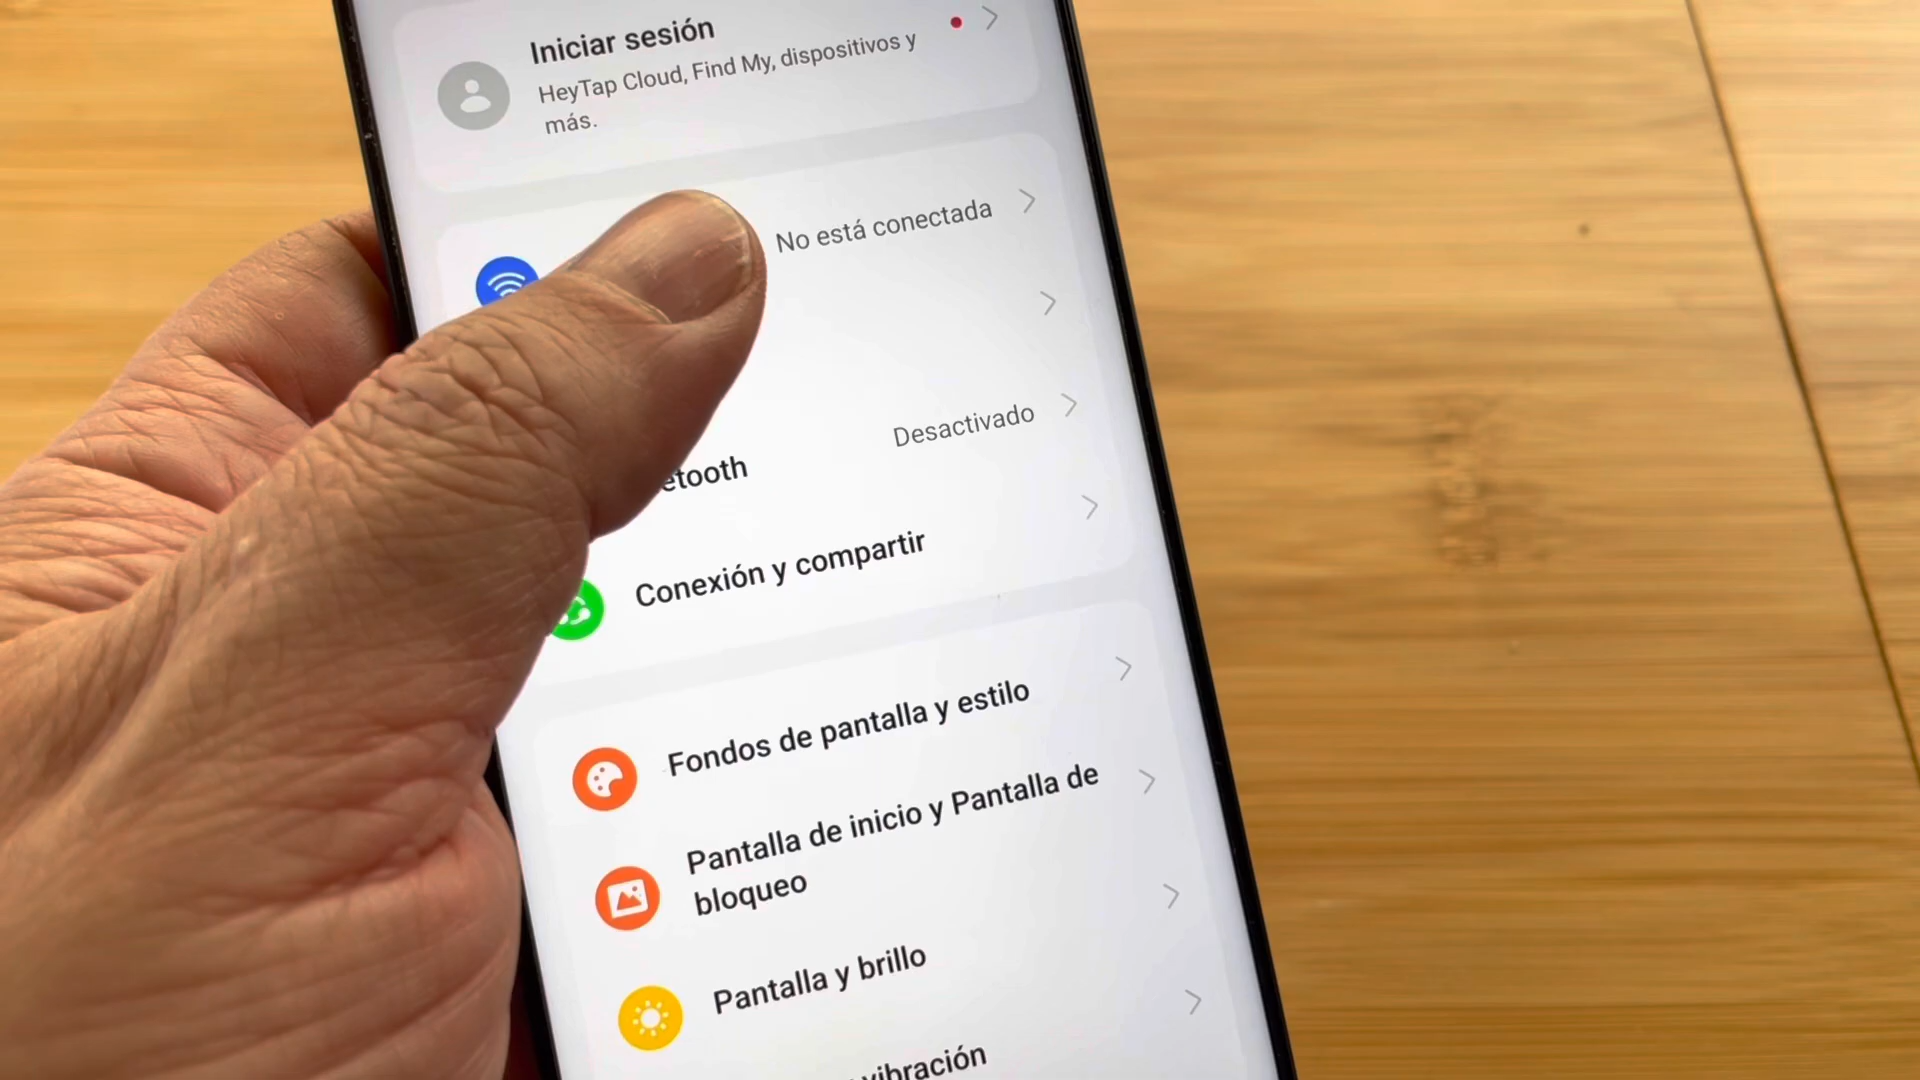 Iniciar sesión
HeyTap Cloud, Find My, dispositivos y
más.
No está conectada
etooth
Desactivado
Conexión y compartir
Fondos de pantalla y estilo
Pantalla de inicio y Pantalla de
bloqueo
Pantalla y brillo
vibración